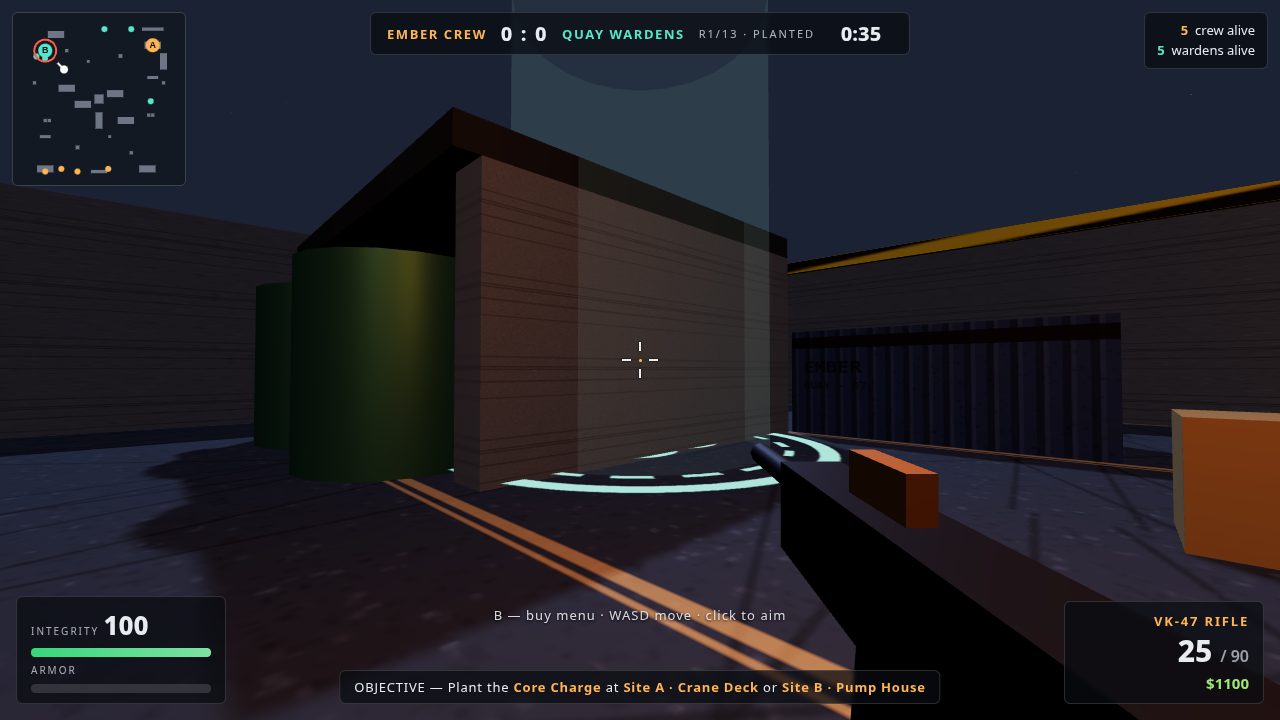 B
A
EMBER CREW 0 : 0 QUAY WARDENS R1/13 · PLANTED 0:35
5 crew alive
5 wardens alive
EMBER
B — buy menu · WASD move · click to aim
INTEGRITY 100
ARMOR
OBJECTIVE — Plant the Core Charge at Site A · Crane Deck or Site B · Pump House
VK-47 RIFLE
25 / 90
$1100